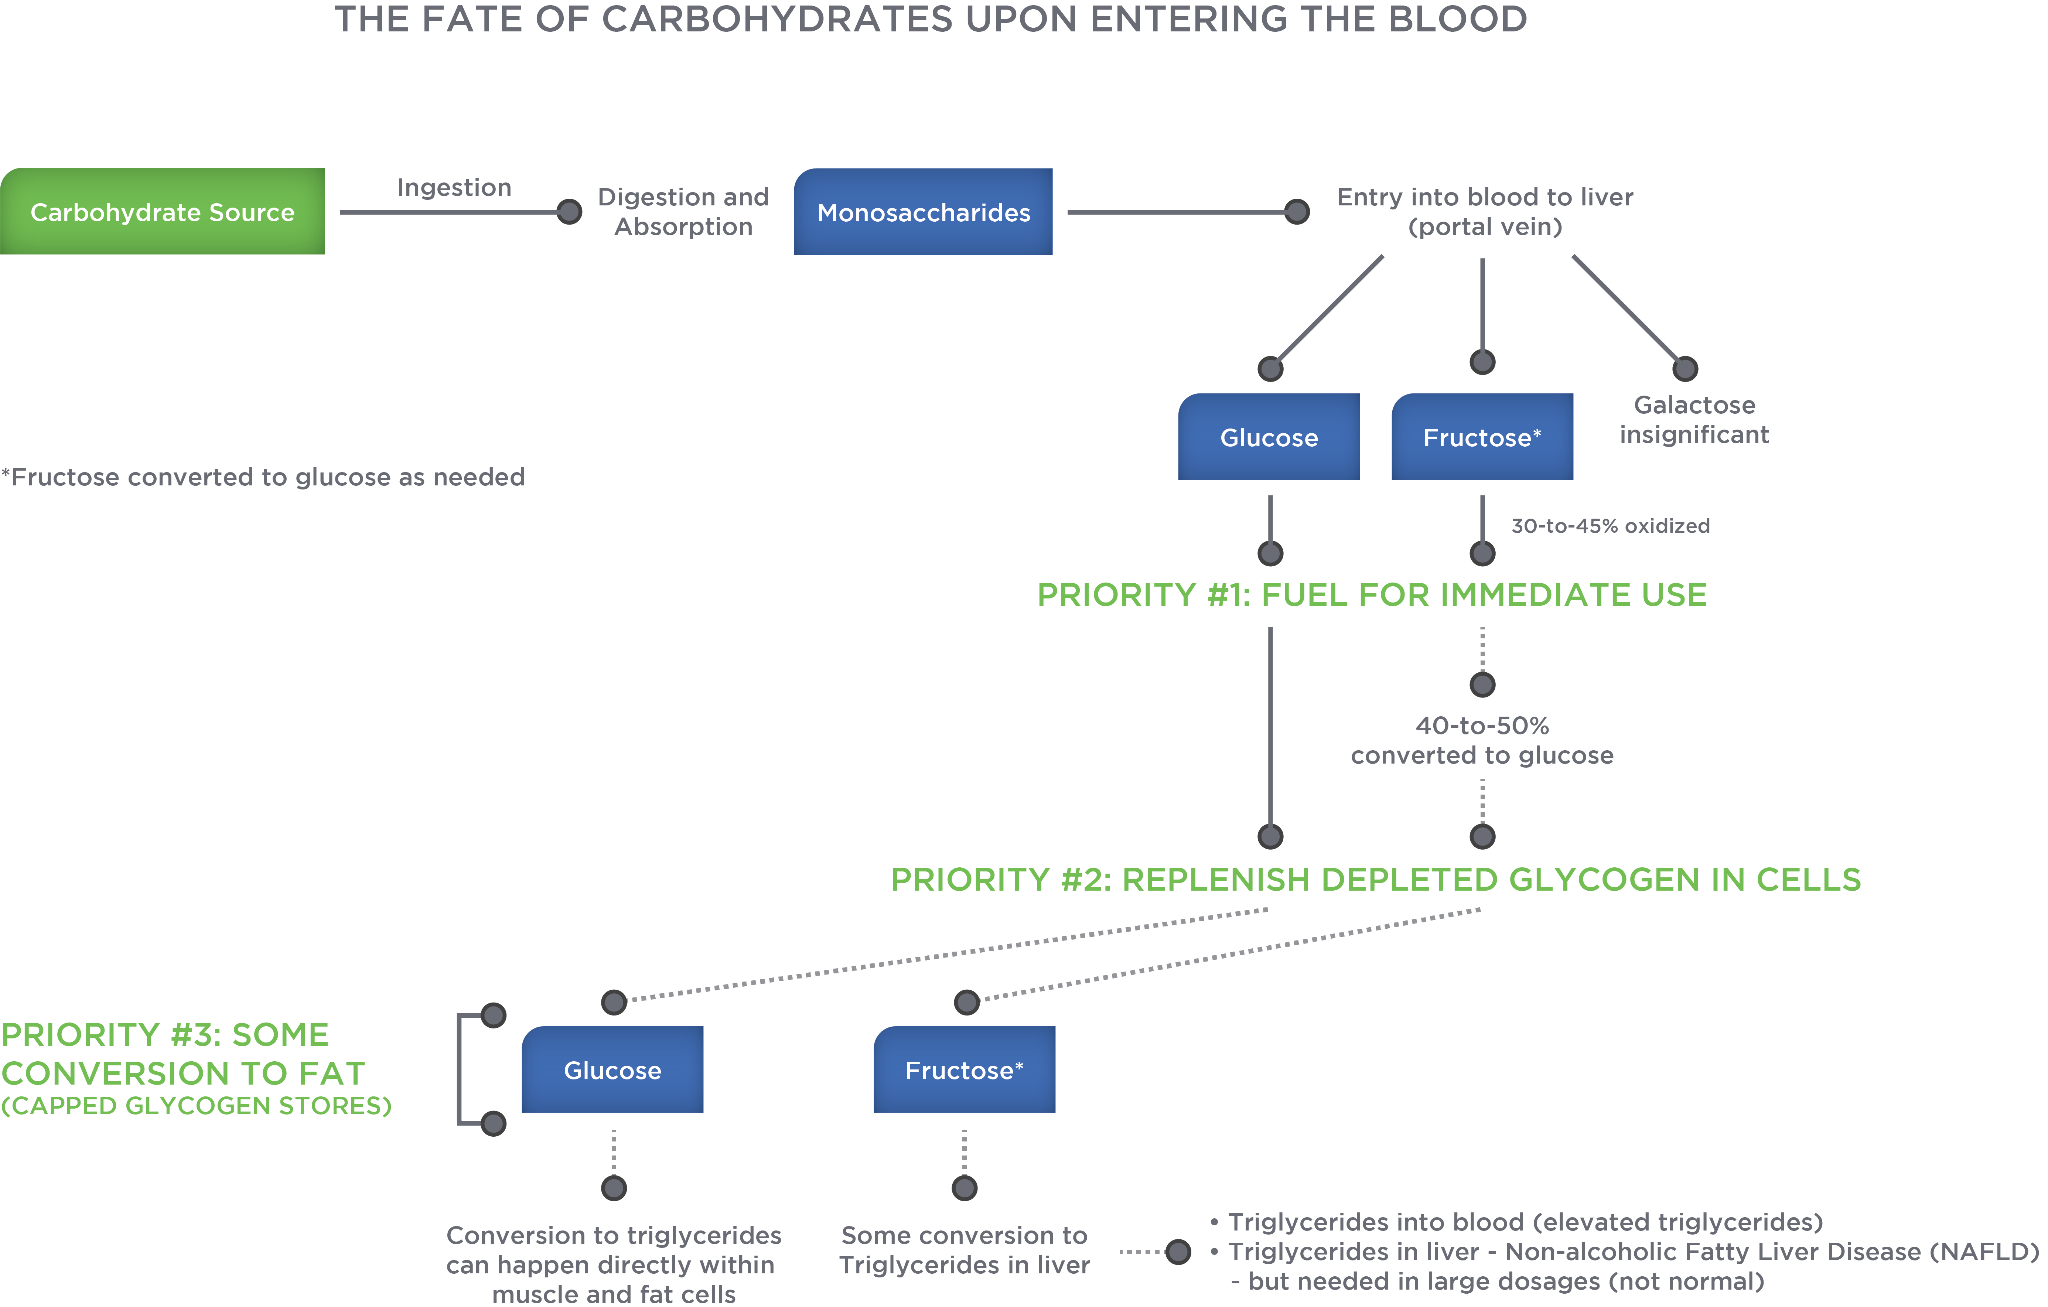 THE FATE OF CARBOHYDRATES UPON ENTERING THE BLOOD
Carbohydrate Source
Ingestion
Digestion and
Absorption
Monosaccharides
Entry into blood to liver
(portal vein)
Glucose
Fructose*
Galactose
insignificant
*Fructose converted to glucose as needed
30-to-45% oxidized
PRIORITY #1: FUEL FOR IMMEDIATE USE
40-to-50%
converted to glucose
PRIORITY #2: REPLENISH DEPLETED GLYCOGEN IN CELLS
PRIORITY #3: SOME
CONVERSION TO FAT
(CAPPED GLYCOGEN STORES)
Glucose
Fructose*
Conversion to triglycerides
can happen directly within
muscle and fat cells
Some conversion to
Triglycerides in liver
• Triglycerides into blood (elevated triglycerides)
• Triglycerides in liver - Non-alcoholic Fatty Liver Disease (NAFLD)
- but needed in large dosages (not normal)